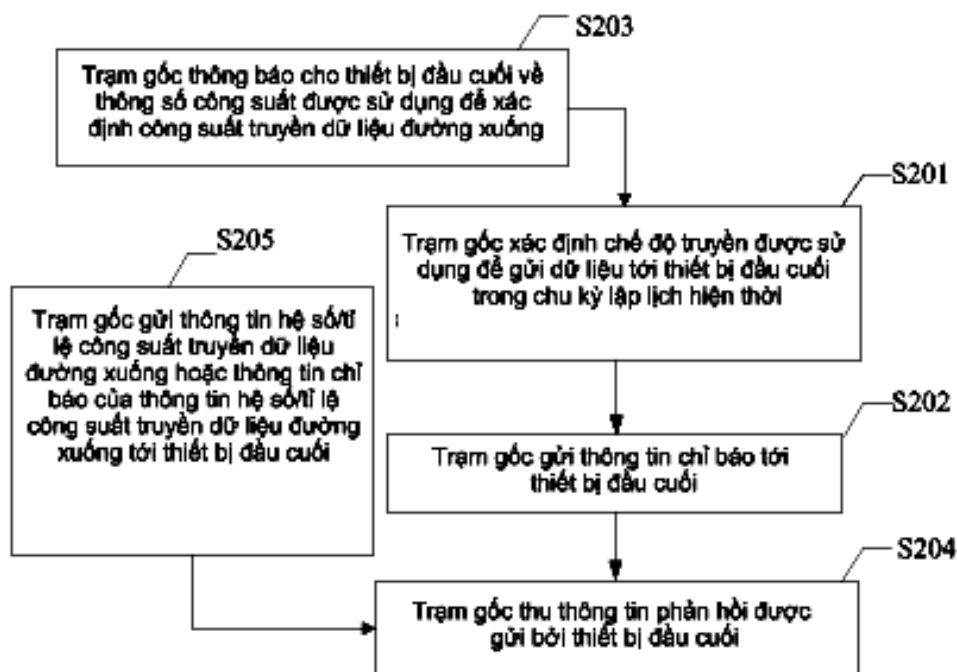 S203
Trạm gốc thông báo cho thiết bị đầu cuối về
thông số công suất được sử dụng để xác
định công suất truyền dữ liệu đường xuống
S201
Trạm gốc xác định chế độ truyền được sử
dụng để gửi dữ liệu tới thiết bị đầu cuối
trong chu kỳ lập lịch hiện thời
S205
Trạm gốc gửi thông tin hệ số/tỉ
lệ công suất truyền dữ liệu
đường xuống hoặc thông tin chỉ
báo của thông tin hệ số/tỉ lệ
công suất truyền dữ liệu đường
xuống tới thiết bị đầu cuối
S202
Trạm gốc gửi thông tin chỉ báo tới
thiết bị đầu cuối
S204
Trạm gốc thu thông tin phản hồi được
gửi bởi thiết bị đầu cuối